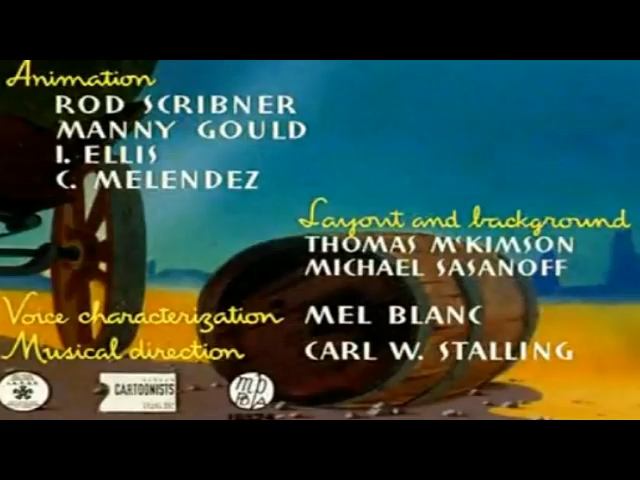 Animation
ROD SCRIBNER
MANNY GOULD
I. ELLIS
C. MELENDEZ
Layout and background
THOMAS McKIMSON
MICHAEL SASANOFF
Voice characterization MEL BLANC
Musical direction CARL W. STALLING
CARTOONISTS
M P
P D A